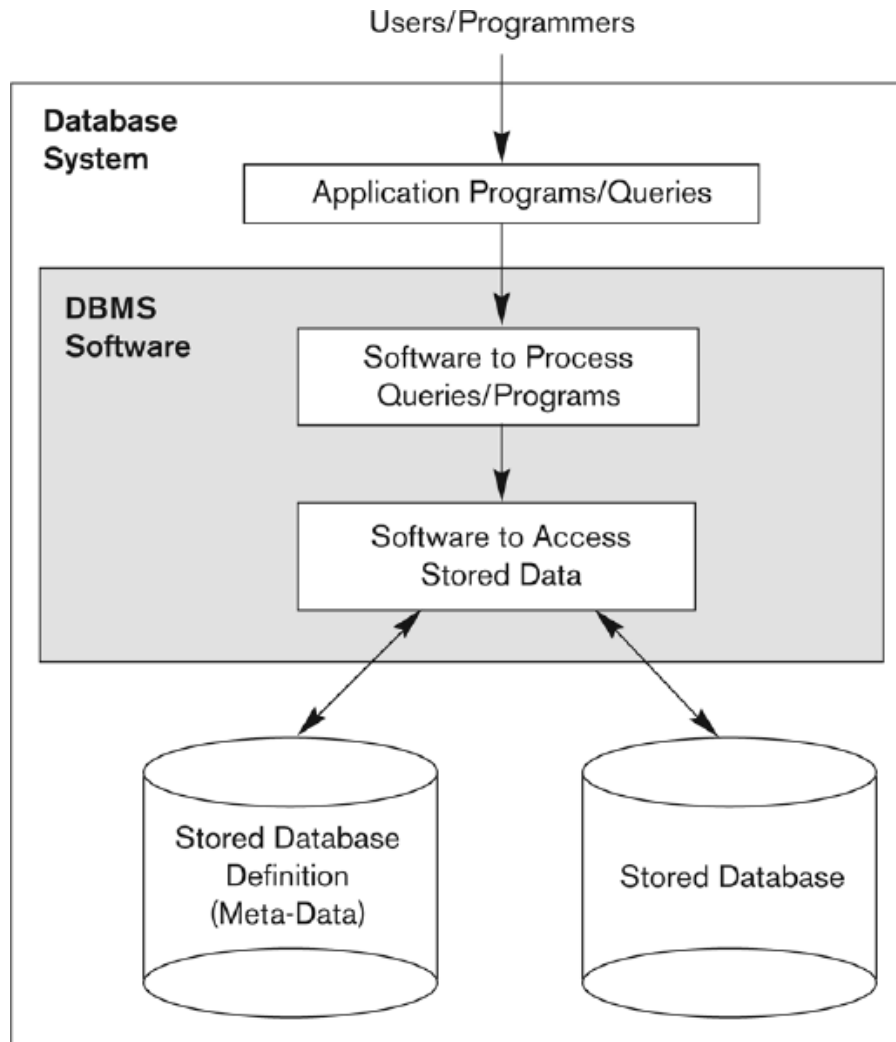 Users/Programmers
Database
System
Application Programs/Queries
DBMS
Software
Software to Process
Queries/Programs
Software to Access
Stored Data
Stored Database
Definition
(Meta-Data)
Stored Database